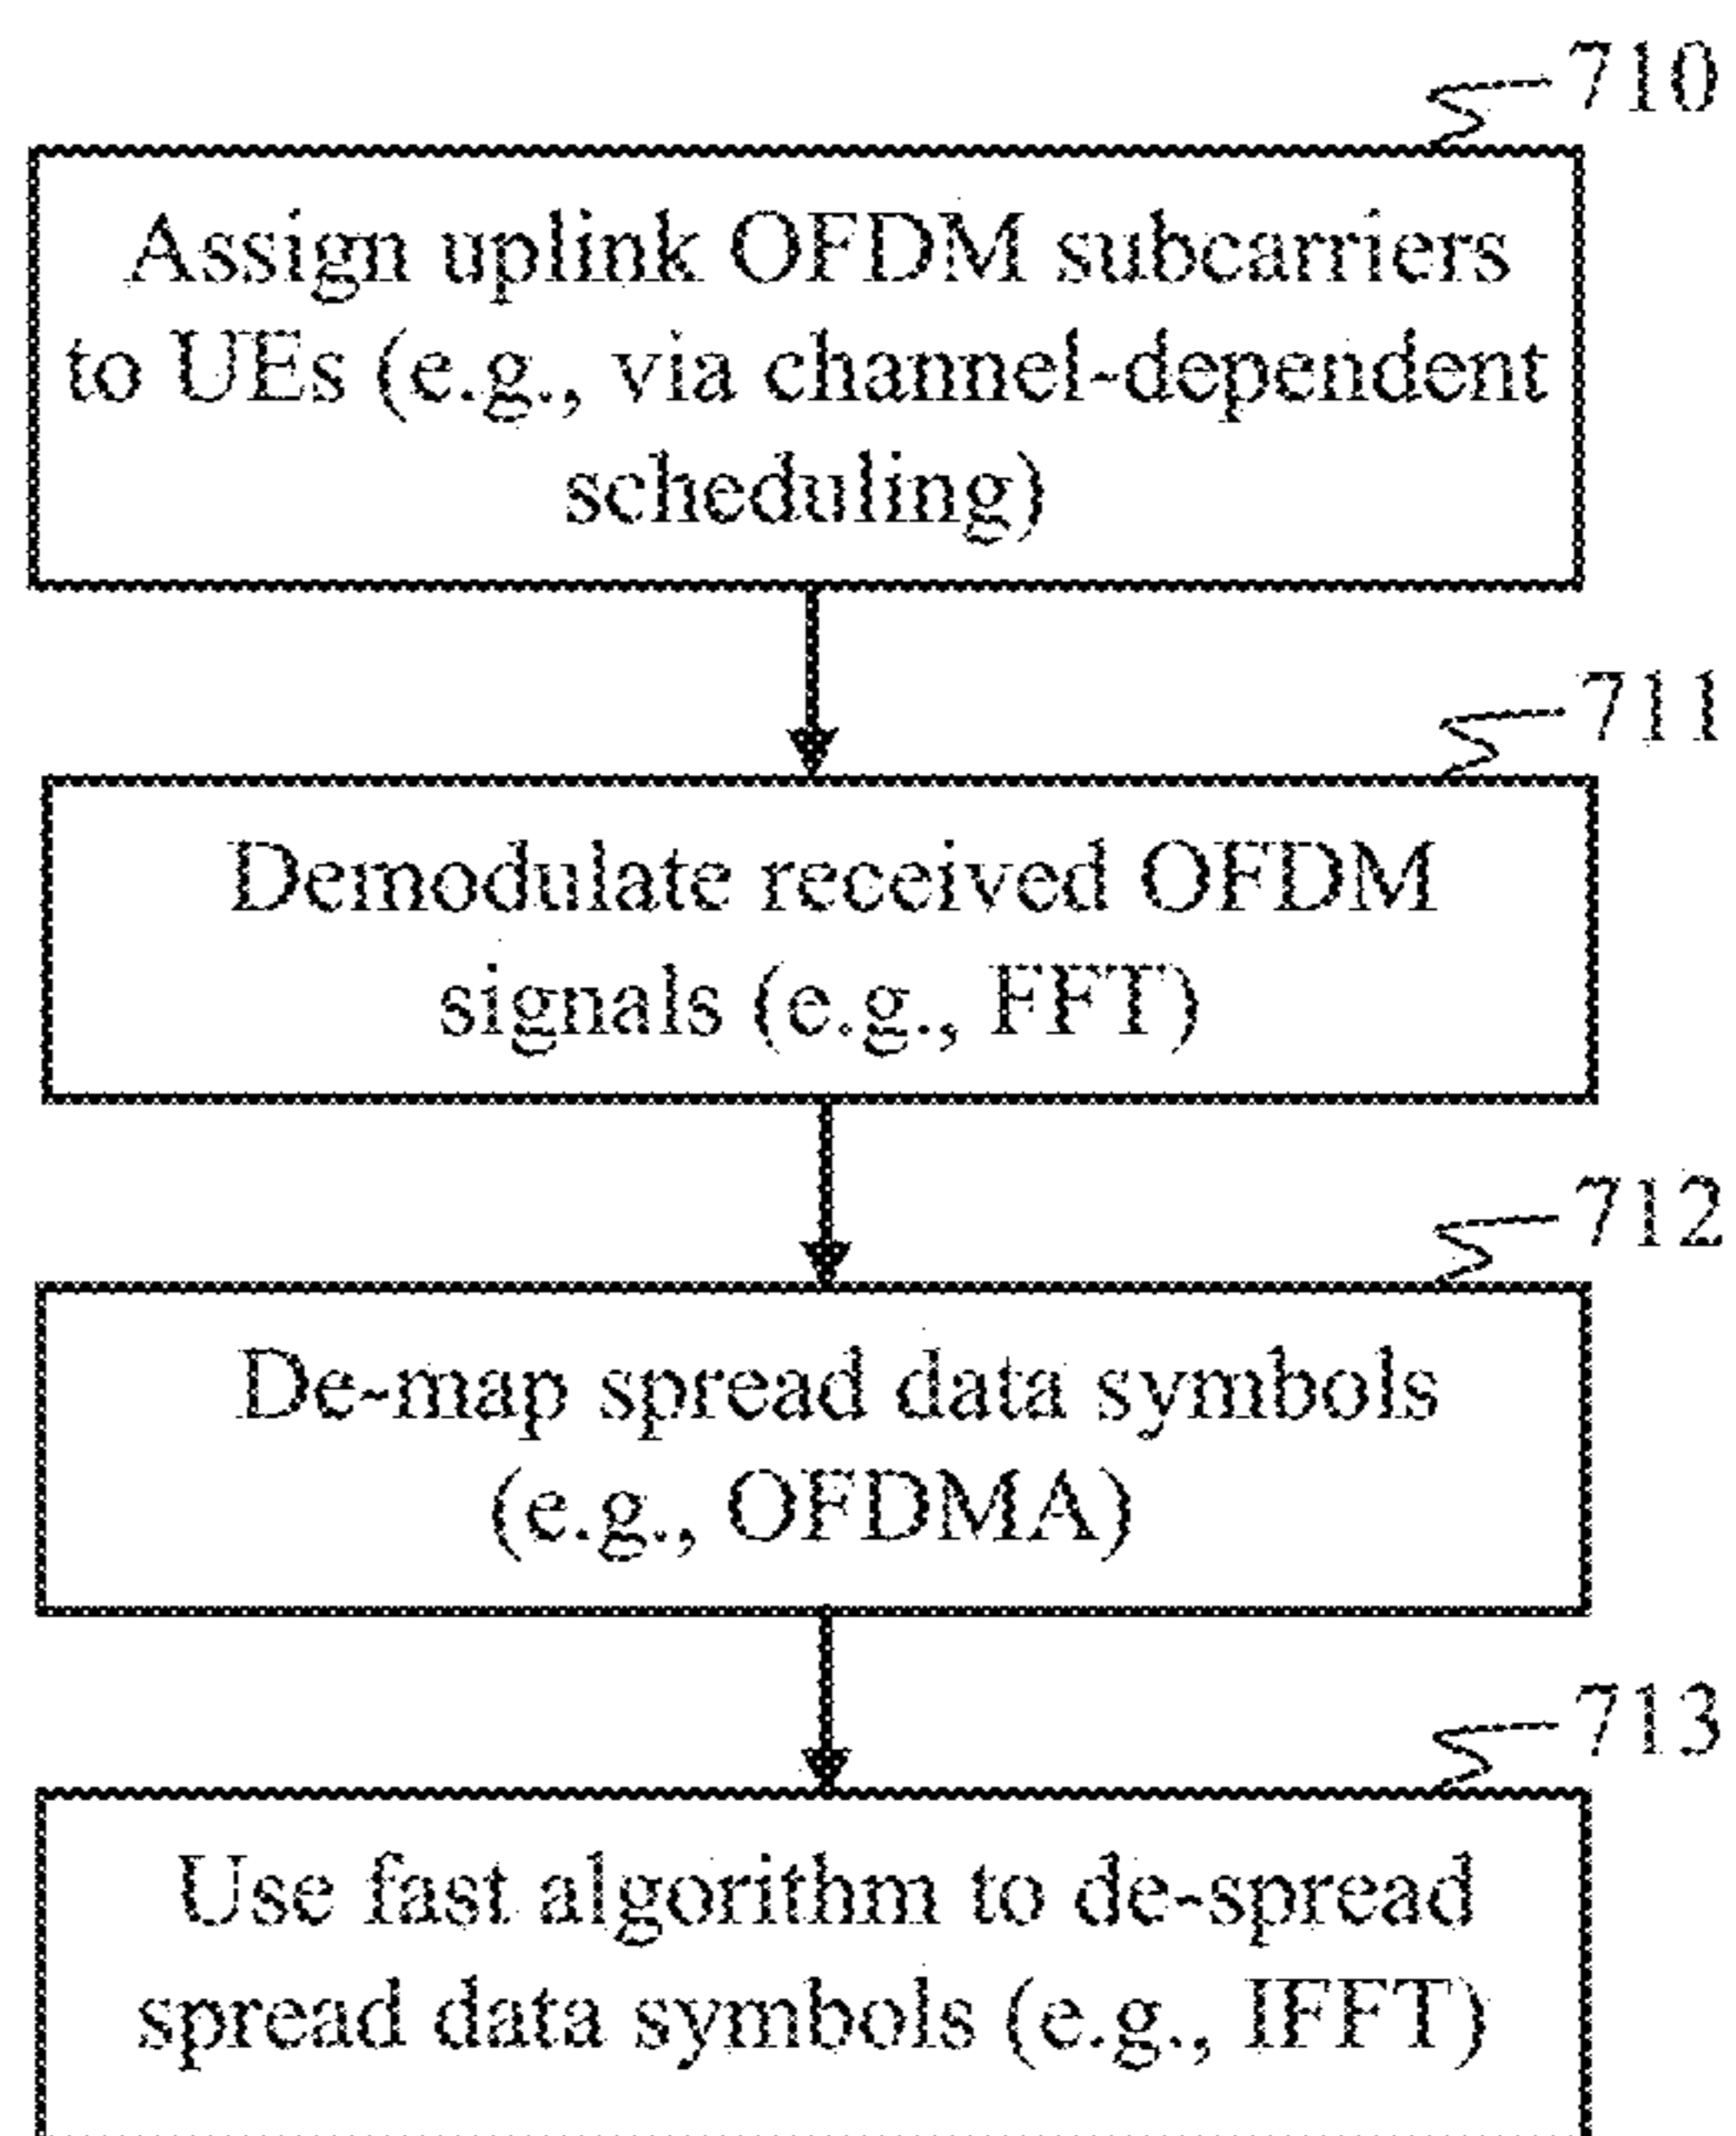 710
Assign uplink OFDM subcarriers
to UEs (e.g., via channel-dependent
scheduling)
711
Demodulate received OFDM
signals (e.g., FFT)
712
De-map spread data symbols
(e.g., OFDMA)
713
Use fast algorithm to de-spread
spread data symbols (e.g., IFFT)